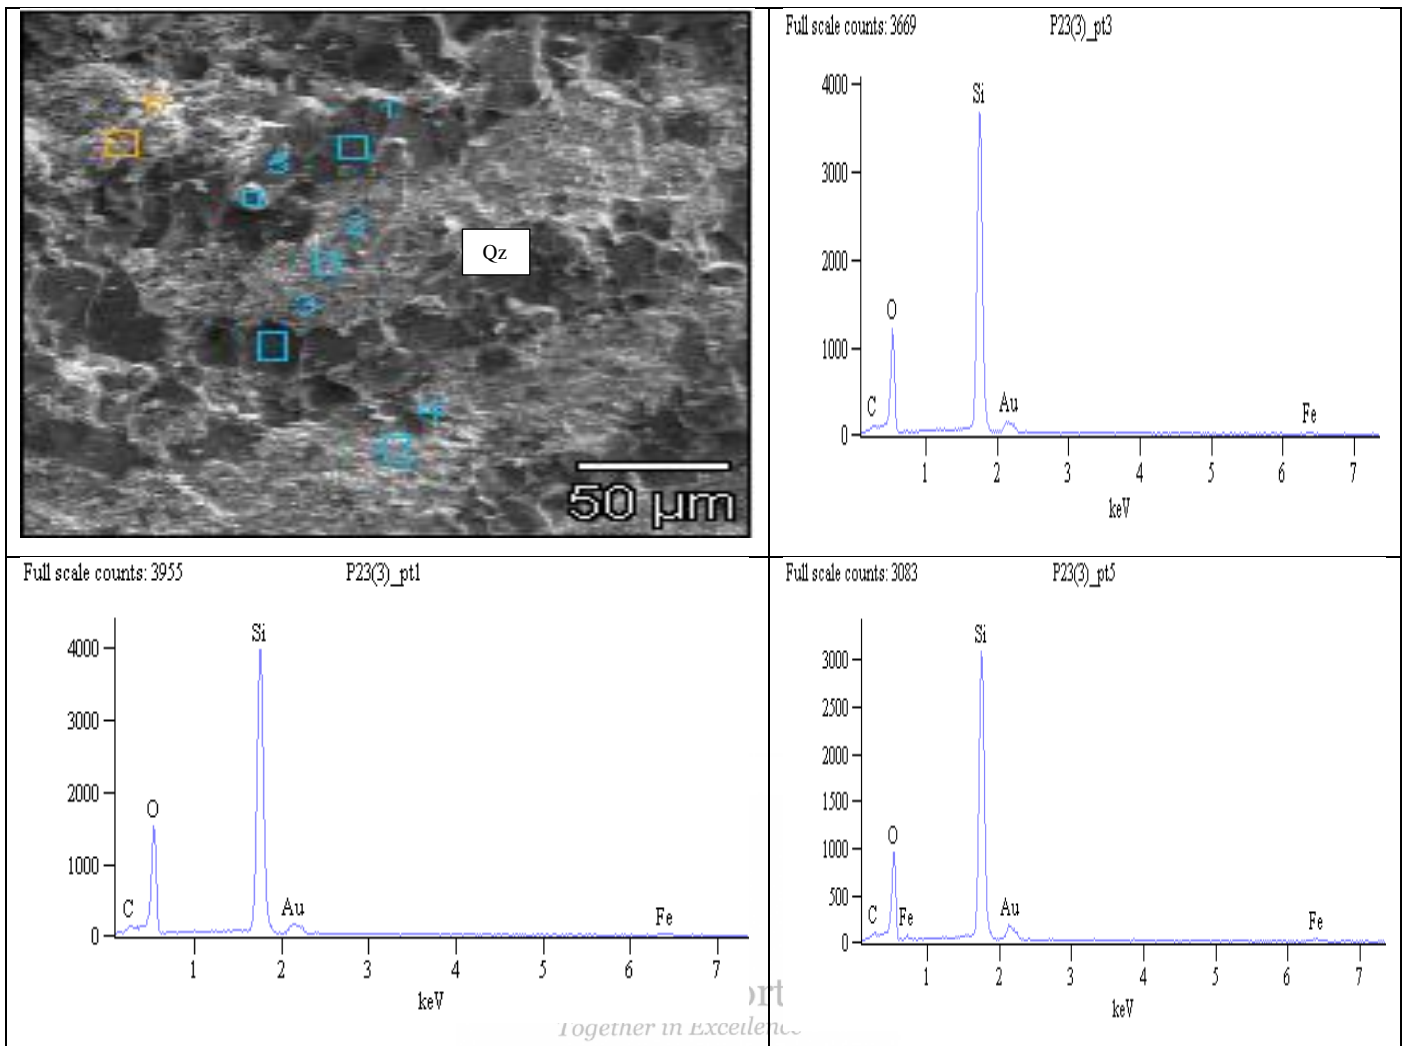 Qz
50 µm
Full scale counts: 3669 P23(3)_pt3
4000
3000
2000
1000
0
Si
O
C
Au
Fe
1 2 3 4 5 6 7
keV
Full scale counts: 3955 P23(3)_pt1
4000
3000
2000
1000
0
Si
O
C
Au
Fe
1 2 3 4 5 6 7
keV
Full scale counts: 3083 P23(3)_pt5
3000
2500
2000
1500
1000
500
0
Si
O
C Fe
Au
Fe
1 2 3 4 5 6 7
keV
Together in Excellence